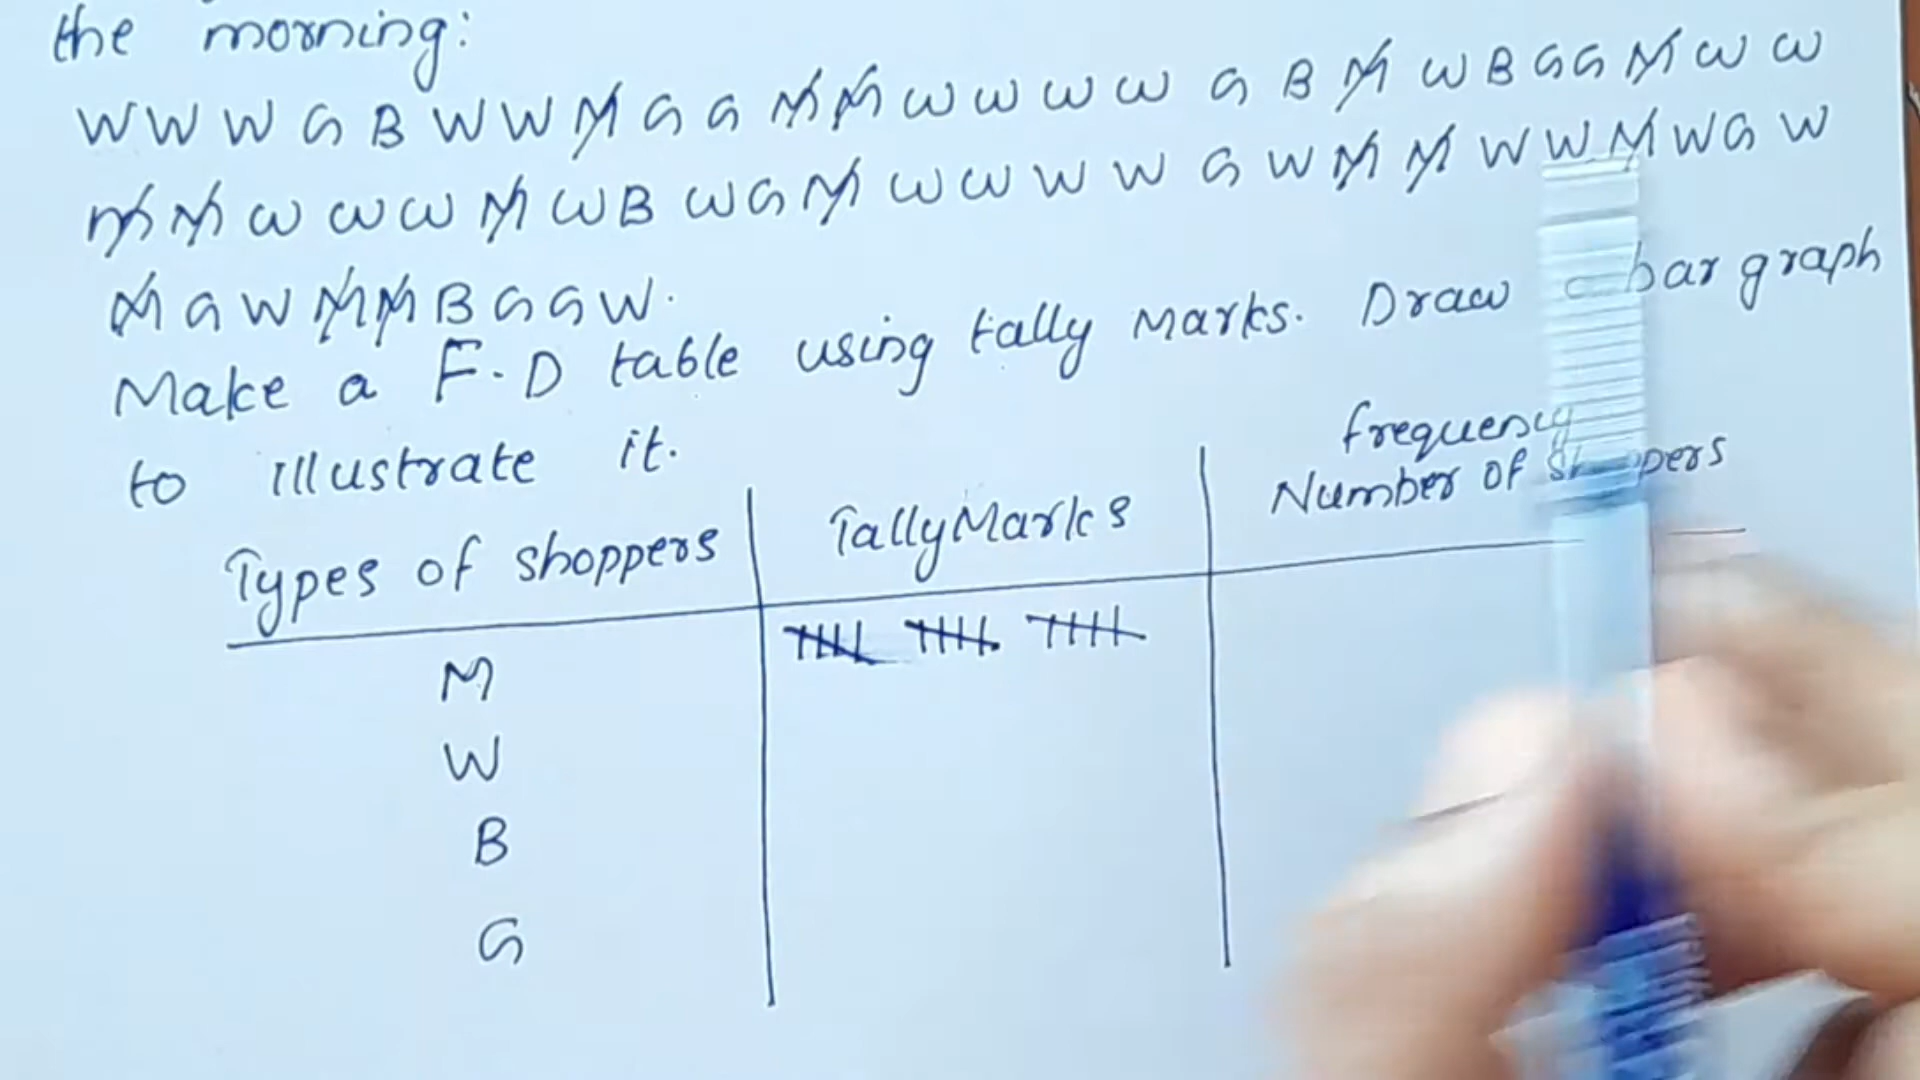 the morning:
W W W G B W W M G G M M W W W W G B M W B G G M W W
M M W W W M W B W G M W W W W G W M M W W M W G W
M G W M M B G G W.
Make a F.D table using tally Marks. Draw a bar graph
to Illustrate it.
Types of shoppers
Tally Marks
frequency
Number of shoppers
M
W
B
G